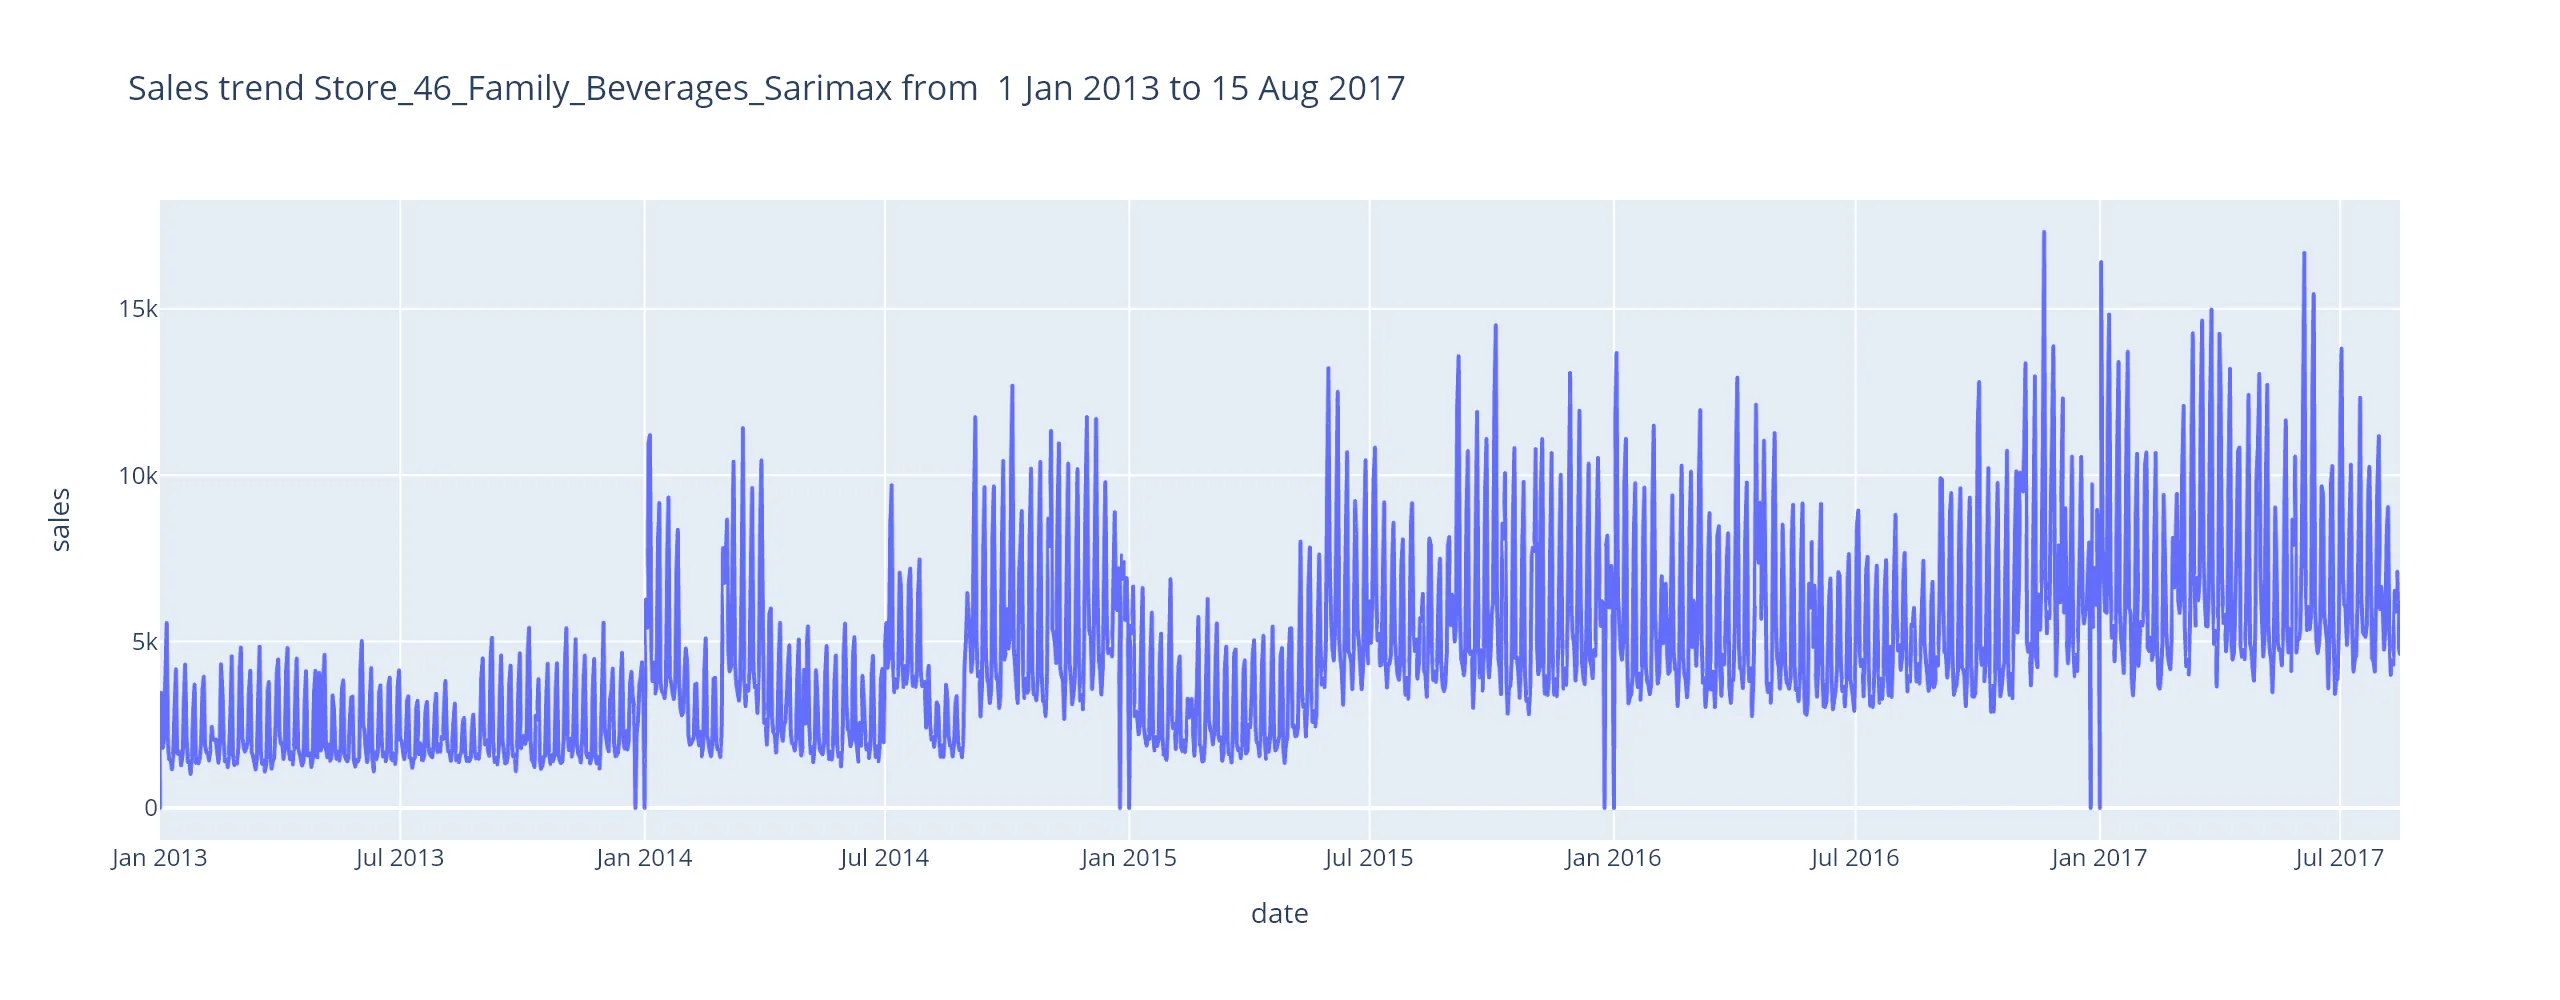 Sales trend Store_46_Family_Beverages_Sarimax from  1 Jan 2013 to 15 Aug 2017
15k
10k
5k
0
sales
Jan 2013
Jul 2013
Jan 2014
Jul 2014
Jan 2015
Jul 2015
Jan 2016
Jul 2016
Jan 2017
Jul 2017
date